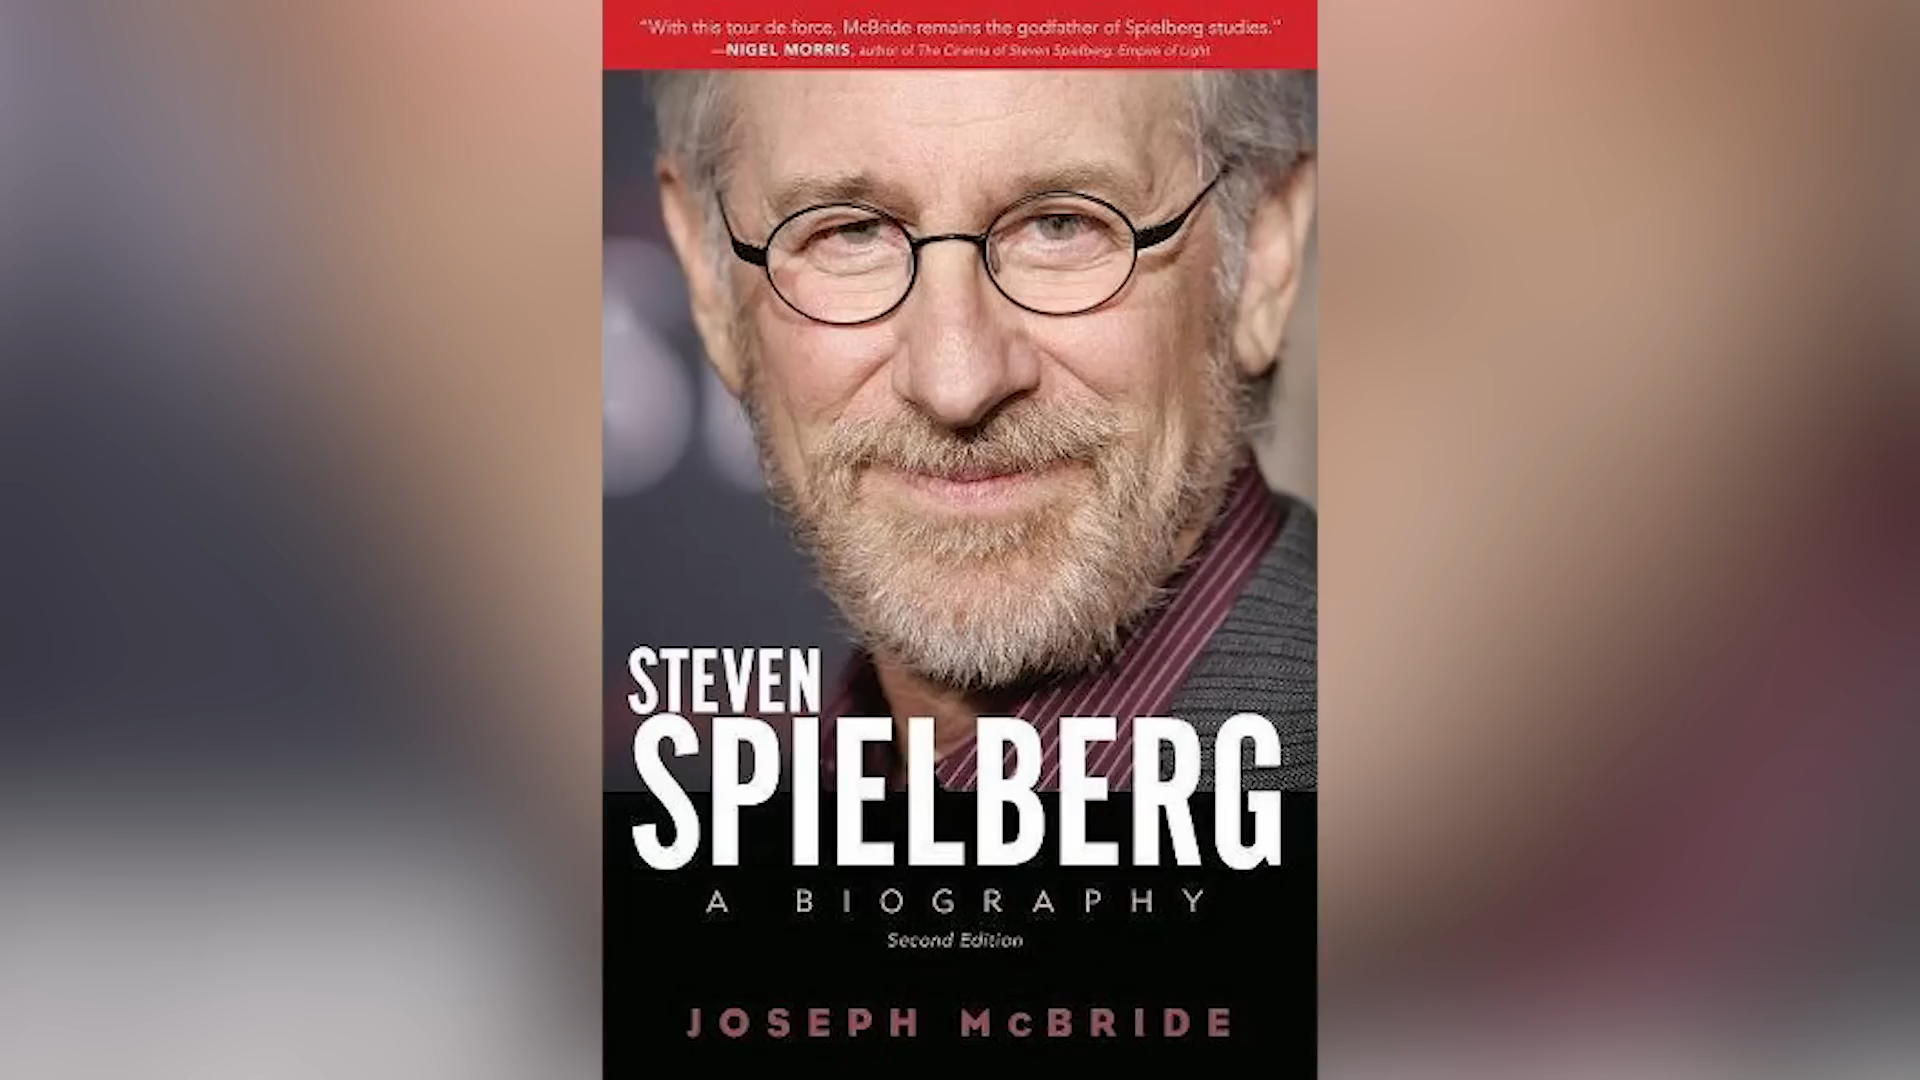 "With this tour de force, McBride remains the godfather of Spielberg studies."
—NIGEL MORRIS, author of The Cinema of Steven Spielberg: Empire of Light
STEVEN
SPIELBERG
A BIOGRAPHY
Second Edition
JOSEPH McBRIDE